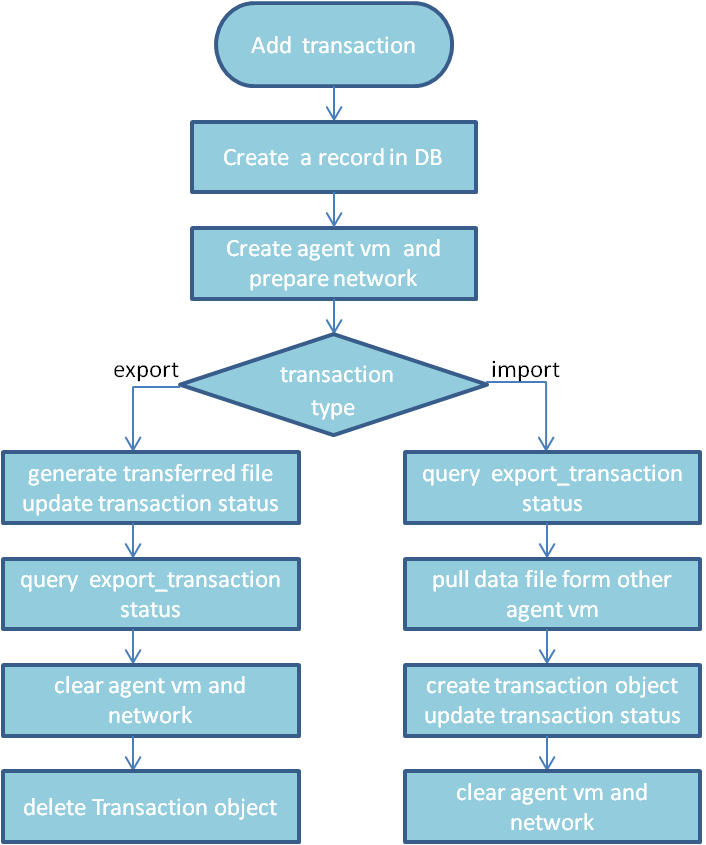 Add transaction
Create a record in DB
Create agent vm and
prepare network
export
import
transaction
type
generate transferred file
update transaction status
query export_transaction
status
clear agent vm and
network
delete Transaction object
query export_transaction
status
pull data file form other
agent vm
create transaction object
update transaction status
clear agent vm and
network